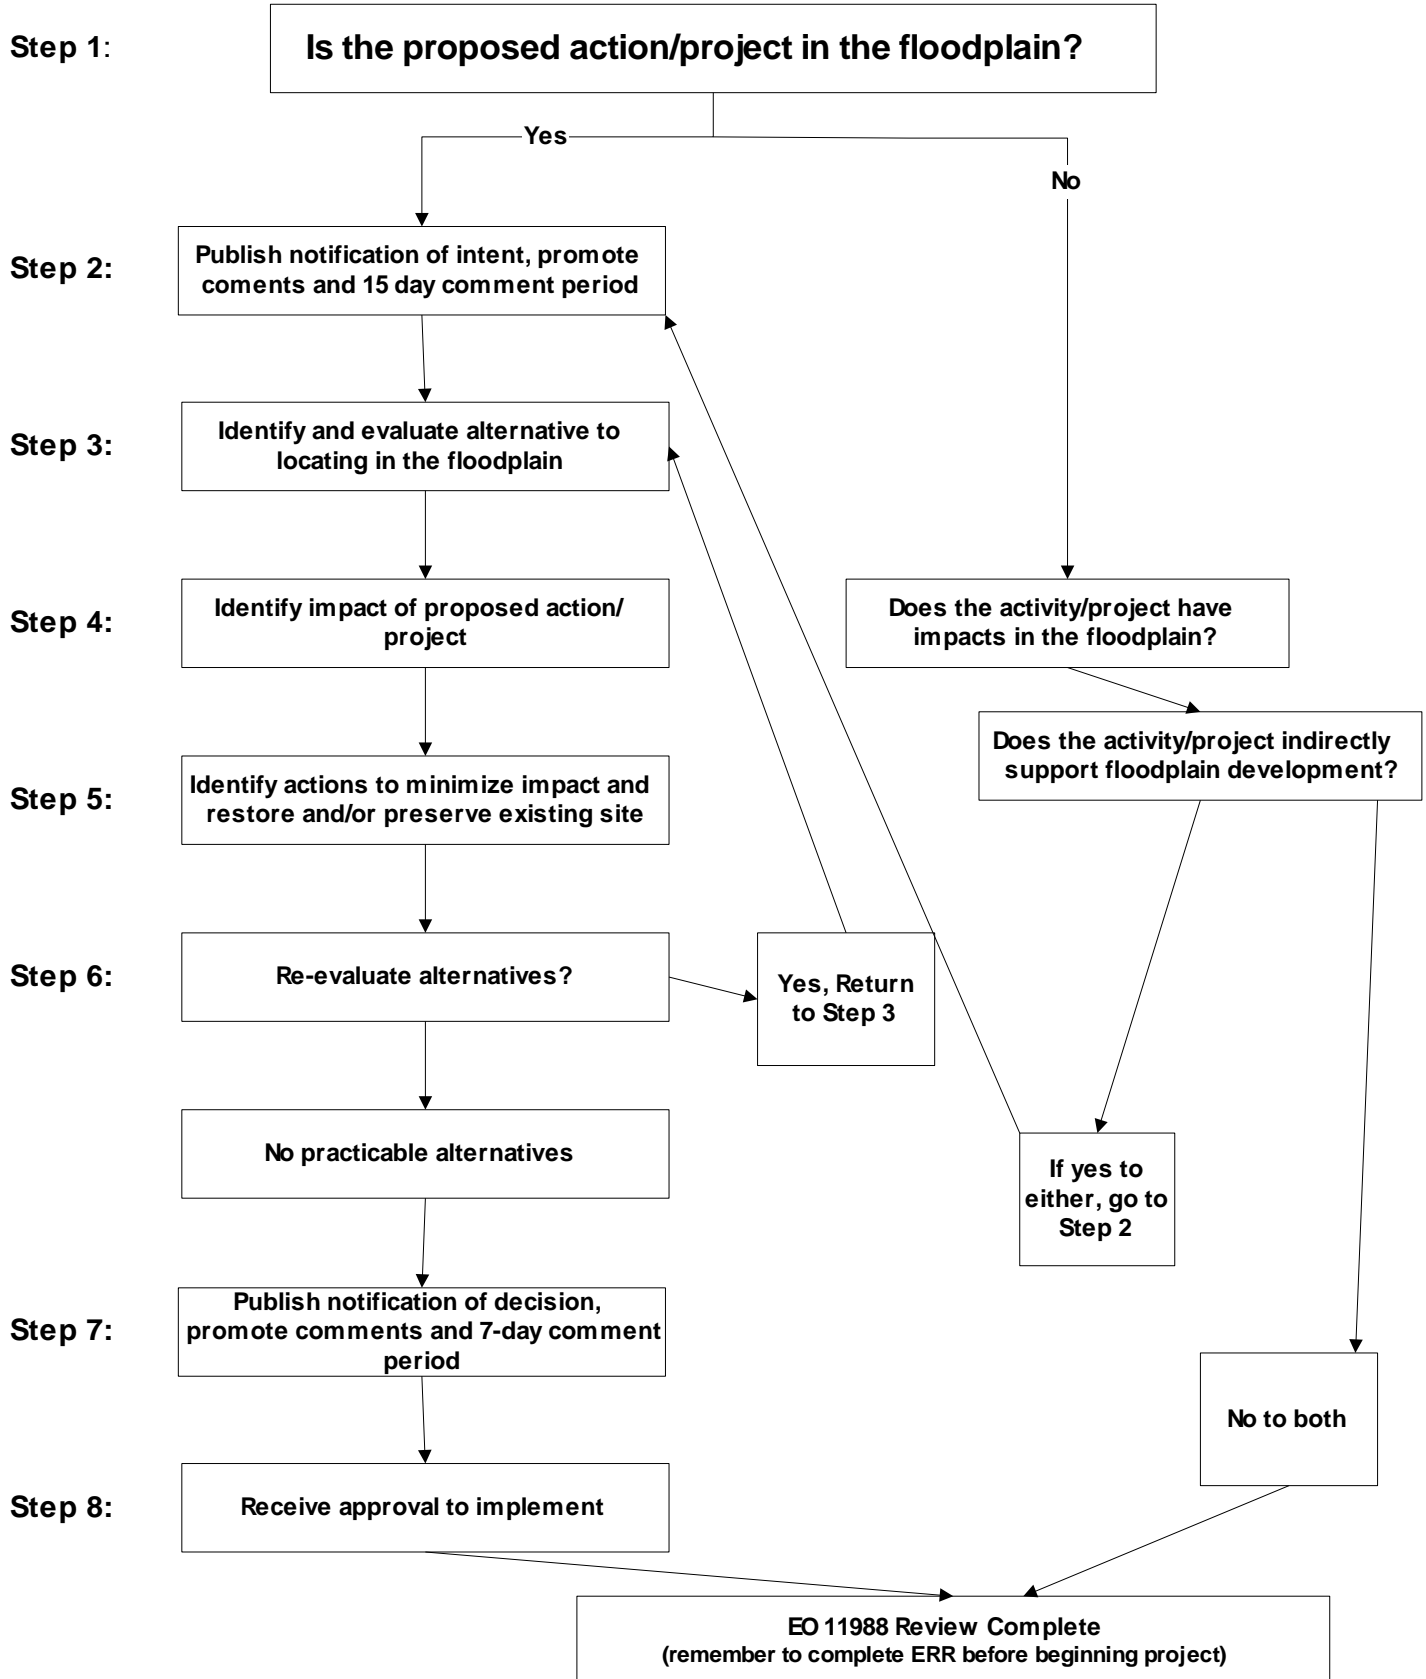 Step 1:
Is the proposed action/project in the floodplain?
Yes
No
Step 2:
Publish notification of intent, promote
coments and 15 day comment period
Step 3:
Identify and evaluate alternative to
locating in the floodplain
Step 4:
Identify impact of proposed action/
project
Does the activity/project have
impacts in the floodplain?
Does the activity/project indirectly
support floodplain development?
Step 5:
Identify actions to minimize impact and
restore and/or preserve existing site
Step 6:
Re-evaluate alternatives?
Yes, Return
to Step 3
No practicable alternatives
If yes to
either, go to
Step 2
Step 7:
Publish notification of decision,
promote comments and 7-day comment
period
No to both
Step 8:
Receive approval to implement
EO 11988 Review Complete
(remember to complete ERR before beginning project)